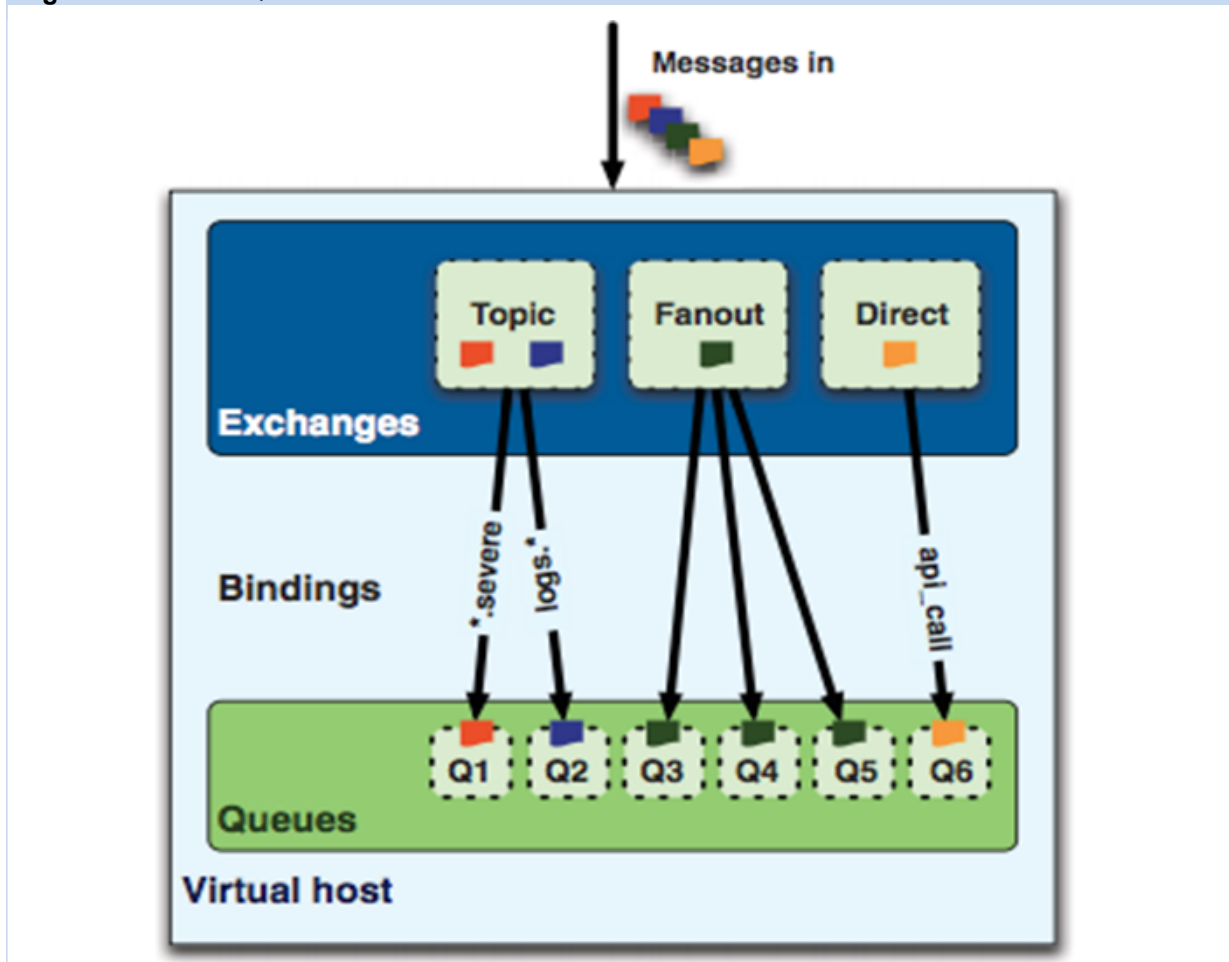 Messages in
Topic
Fanout
Direct
Exchanges
*.severe
logs.*
api_call
Bindings
Q1
Q2
Q3
Q4
Q5
Q6
Queues
Virtual host